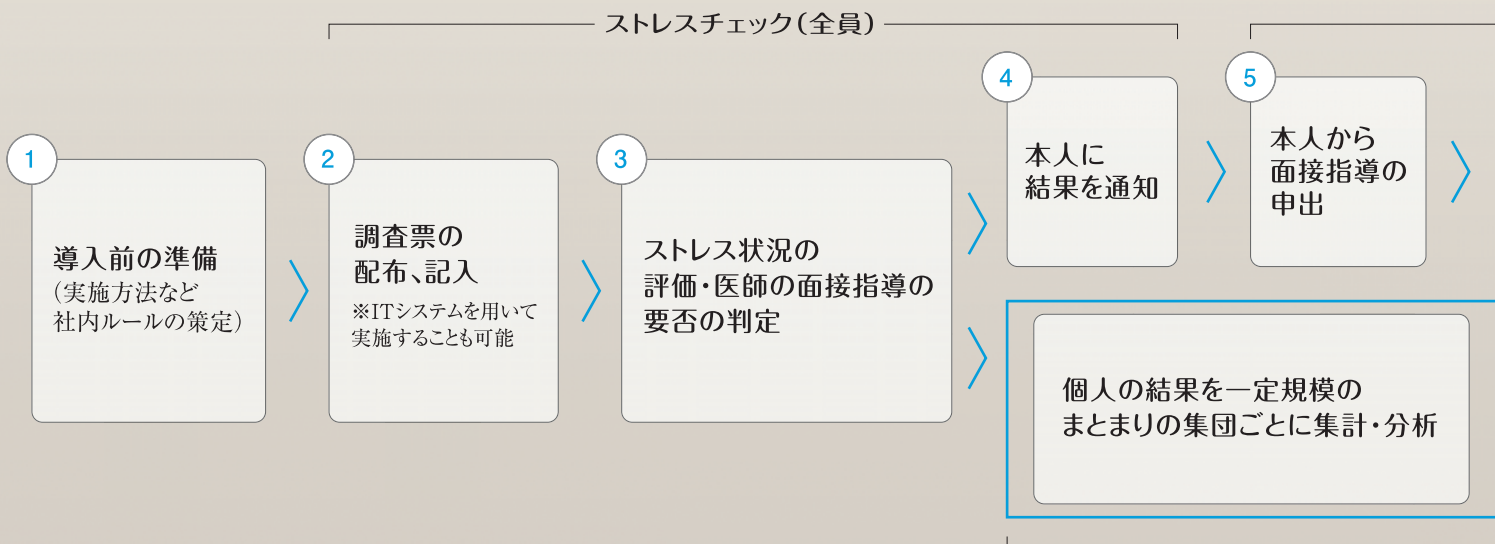 ストレスチェック（全員）
1
導入前の準備
（実施方法など
社内ルールの策定）
2
調査票の
配布、記入
※ITシステムを用いて
実施することも可能
3
ストレス状況の
評価・医師の面接指導の
要否の判定
4
本人に
結果を通知
5
本人から
面接指導の
申出
個人の結果を一定規模の
まとまりの集団ごとに集計・分析